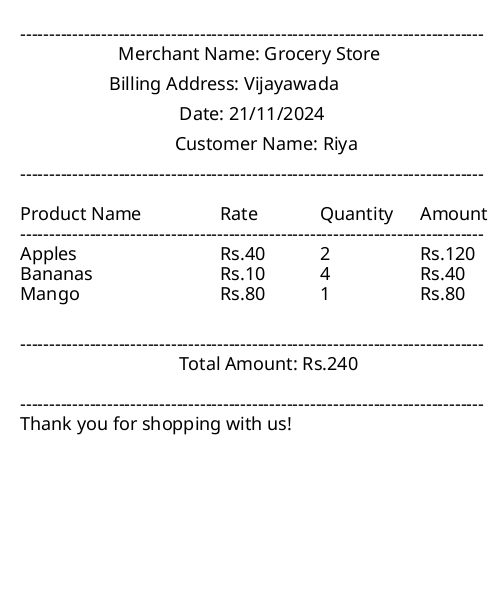 --------------------------------------------------------------------------------
Merchant Name: Grocery Store
Billing Address: Vijayawada
Date: 21/11/2024
Customer Name: Riya
--------------------------------------------------------------------------------
Product Name Rate Quantity Amount
--------------------------------------------------------------------------------
Apples Rs.40 2 Rs.120
Bananas Rs.10 4 Rs.40
Mango Rs.80 1 Rs.80
--------------------------------------------------------------------------------
Total Amount: Rs.240
--------------------------------------------------------------------------------
Thank you for shopping with us!